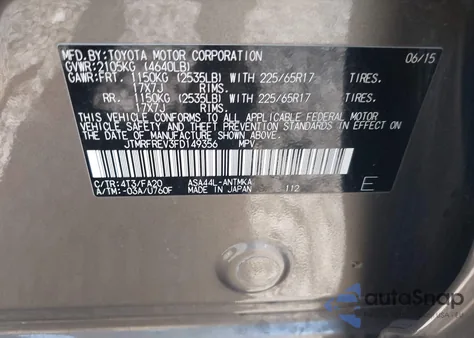 MFD.BY:TOYOTA MOTOR CORPORATION 06/15
GVWR:2105KG (4640LB)
GAWR:FRT. 1150KG (2535LB) WITH 225/65R17 TIRES.
17X7J RIMS.
RR. 1150KG (2535LB) WITH 225/65R17 TIRES.
17X7J RIMS.
THIS VEHICLE CONFORMS TO ALL APPLICABLE FEDERAL MOTOR
VEHICLE SAFETY AND THEFT PREVENTION STANDARDS IN EFFECT ON
THE DATE OF MANUFACTURE SHOWN ABOVE.
JTMRFREV3FD149356 MPV
C/TR:4T3/FA20 ASA44L-ANTMKA
A/TM:-03A/U760F MADE IN JAPAN 112 E
autoSnap